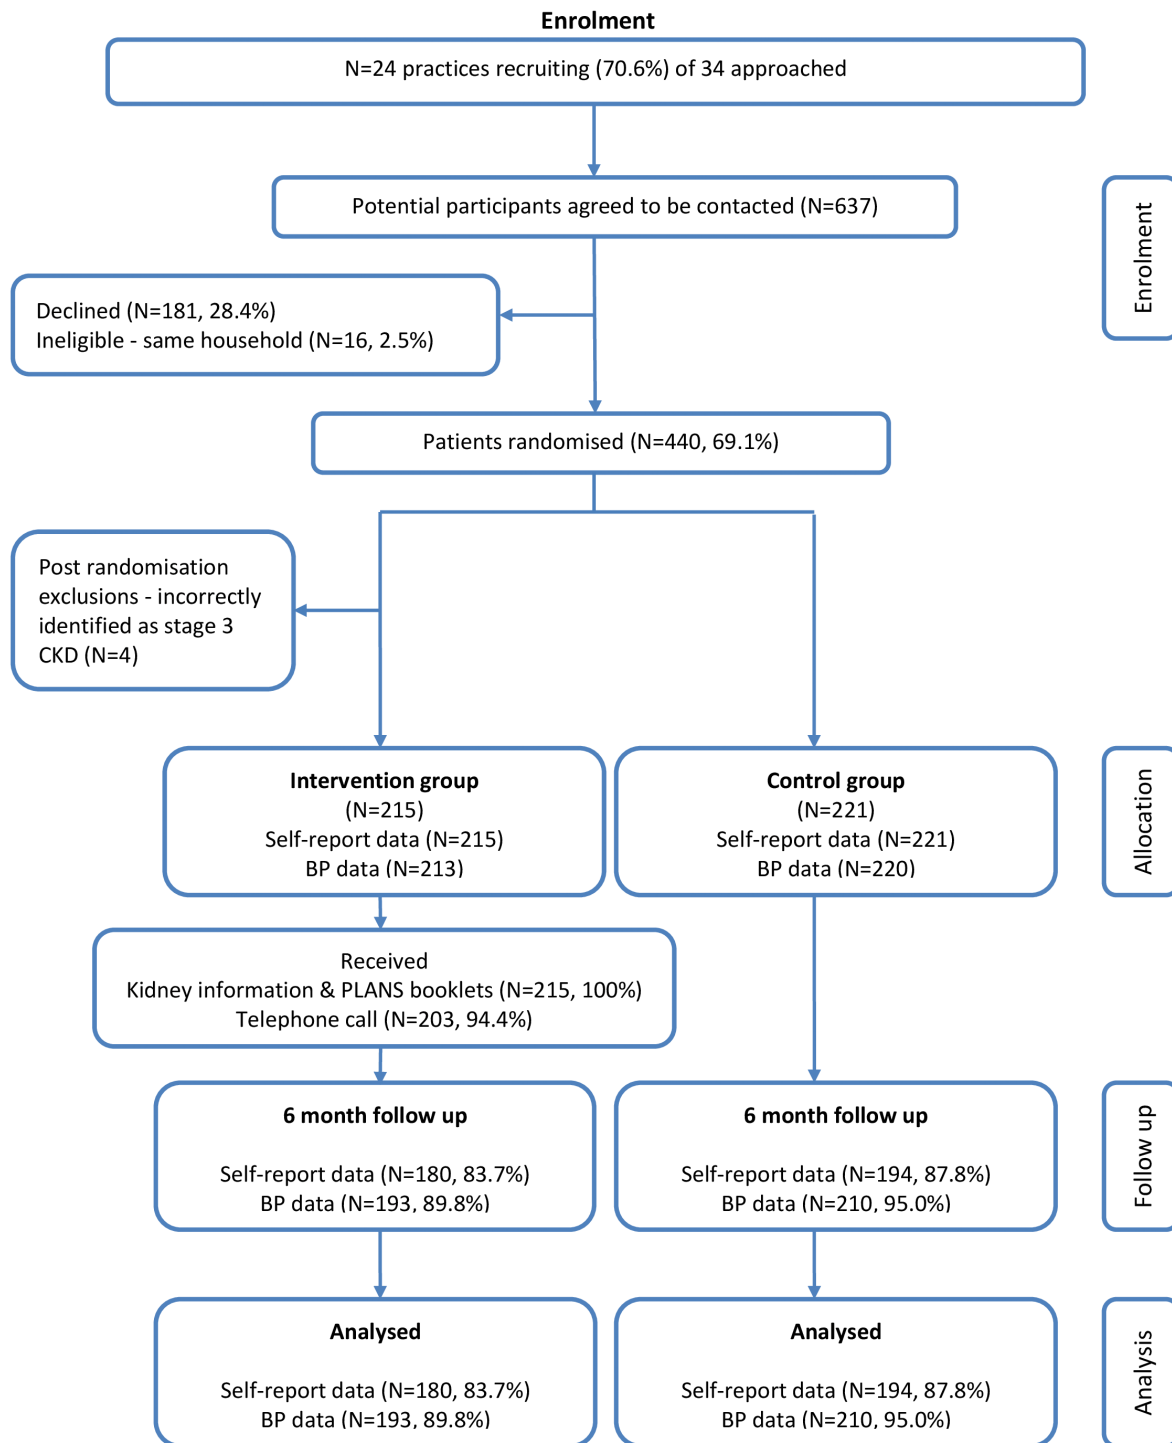 Enrolment
N=24 practices recruiting (70.6%) of 34 approached
Potential participants agreed to be contacted (N=637)
Enrolment
Declined (N=181, 28.4%)
Ineligible - same household (N=16, 2.5%)
Patients randomised (N=440, 69.1%)
Post randomisation
exclusions - incorrectly
identified as stage 3
CKD (N=4)
Intervention group
(N=215)
Self-report data (N=215)
BP data (N=213)
Control group
(N=221)
Self-report data (N=221)
BP data (N=220)
Allocation
Received
Kidney information & PLANS booklets (N=215, 100%)
Telephone call (N=203, 94.4%)
6 month follow up
Self-report data (N=180, 83.7%)
BP data (N=193, 89.8%)
6 month follow up
Self-report data (N=194, 87.8%)
BP data (N=210, 95.0%)
Follow up
Analysed
Self-report data (N=180, 83.7%)
BP data (N=193, 89.8%)
Analysed
Self-report data (N=194, 87.8%)
BP data (N=210, 95.0%)
Analysis